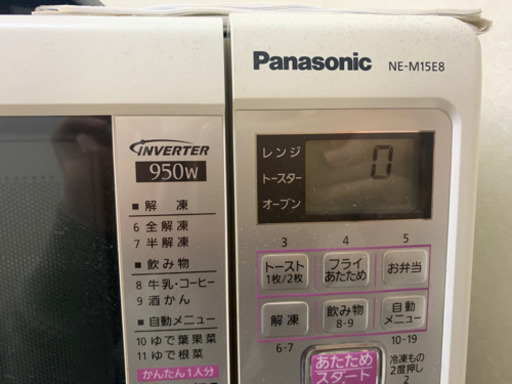 Panasonic NE-M15E8
INVERTER
950W
■解 凍
6 全解凍
7 半解凍
■飲み物
8 牛乳・コーヒー
9 酒かん
■自動メニュー
10 ゆで葉果菜
11 ゆで根菜
かんたん1人分
レンジ
トースター
オーブン
0
3 4 5
トースト
1枚/2枚
フライ
あたため
お弁当
解凍
飲み物
8-9
自動
メニュー
6-7
10-19
あたため
スタート
冷凍もの
2度押し
2